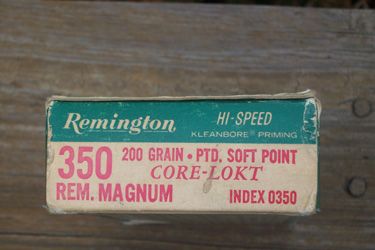 Remington HI-SPEED
KLEANBORE® PRIMING
350 200 GRAIN • PTD. SOFT POINT
CORE-LOKT
REM. MAGNUM INDEX 0350